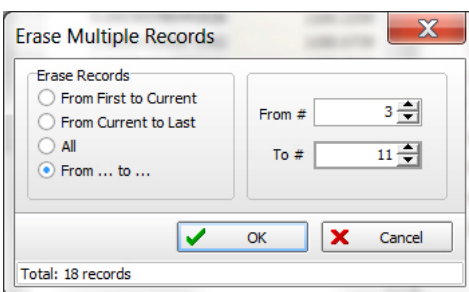 Erase Multiple Records
Erase Records
From First to Current
From Current to Last
All
From ... to ...
From # 3
To # 11
OK Cancel
Total: 18 records